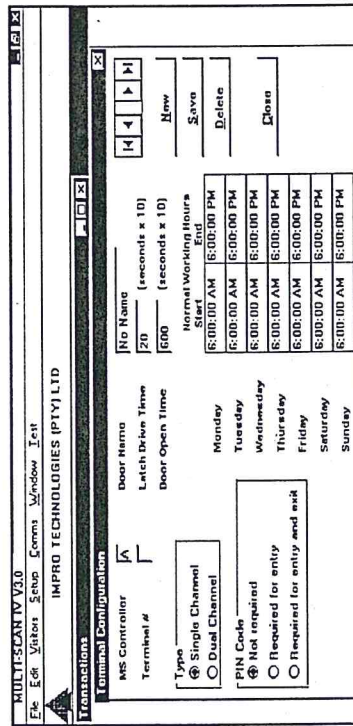 MULTI-SCAN IV V3.0
File Edit Visitors Setup Comms Window Test
IMPRO TECHNOLOGIES (PTY) LTD
Transactions
Terminal Configuration
MS Controller A
Terminal #
Door Name No Name
Latch Drive Time 20 (seconds x 10)
Door Open Time 600 (seconds x 10)
Type
Single Channel
Dual Channel
PIN Code
Not required
Required for entry
Required for entry and exit
Normal Working Hours
Start End
Monday 6:00:00 AM 6:00:00 PM
Tuesday 6:00:00 AM 6:00:00 PM
Wednesday 6:00:00 AM 6:00:00 PM
Thursday 6:00:00 AM 6:00:00 PM
Friday 6:00:00 AM 6:00:00 PM
Saturday 6:00:00 AM 6:00:00 PM
Sunday 6:00:00 AM 6:00:00 PM
New
Save
Delete
Close